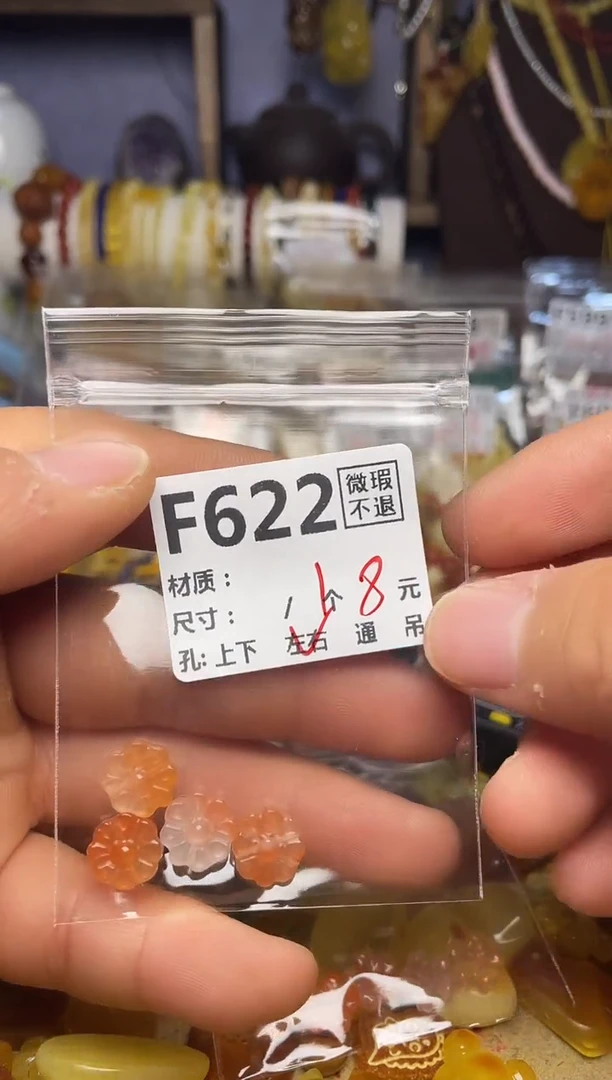 F622 微瑕
不退
材质：
尺寸： / 个 8 元
孔: 上下 左右 通 吊